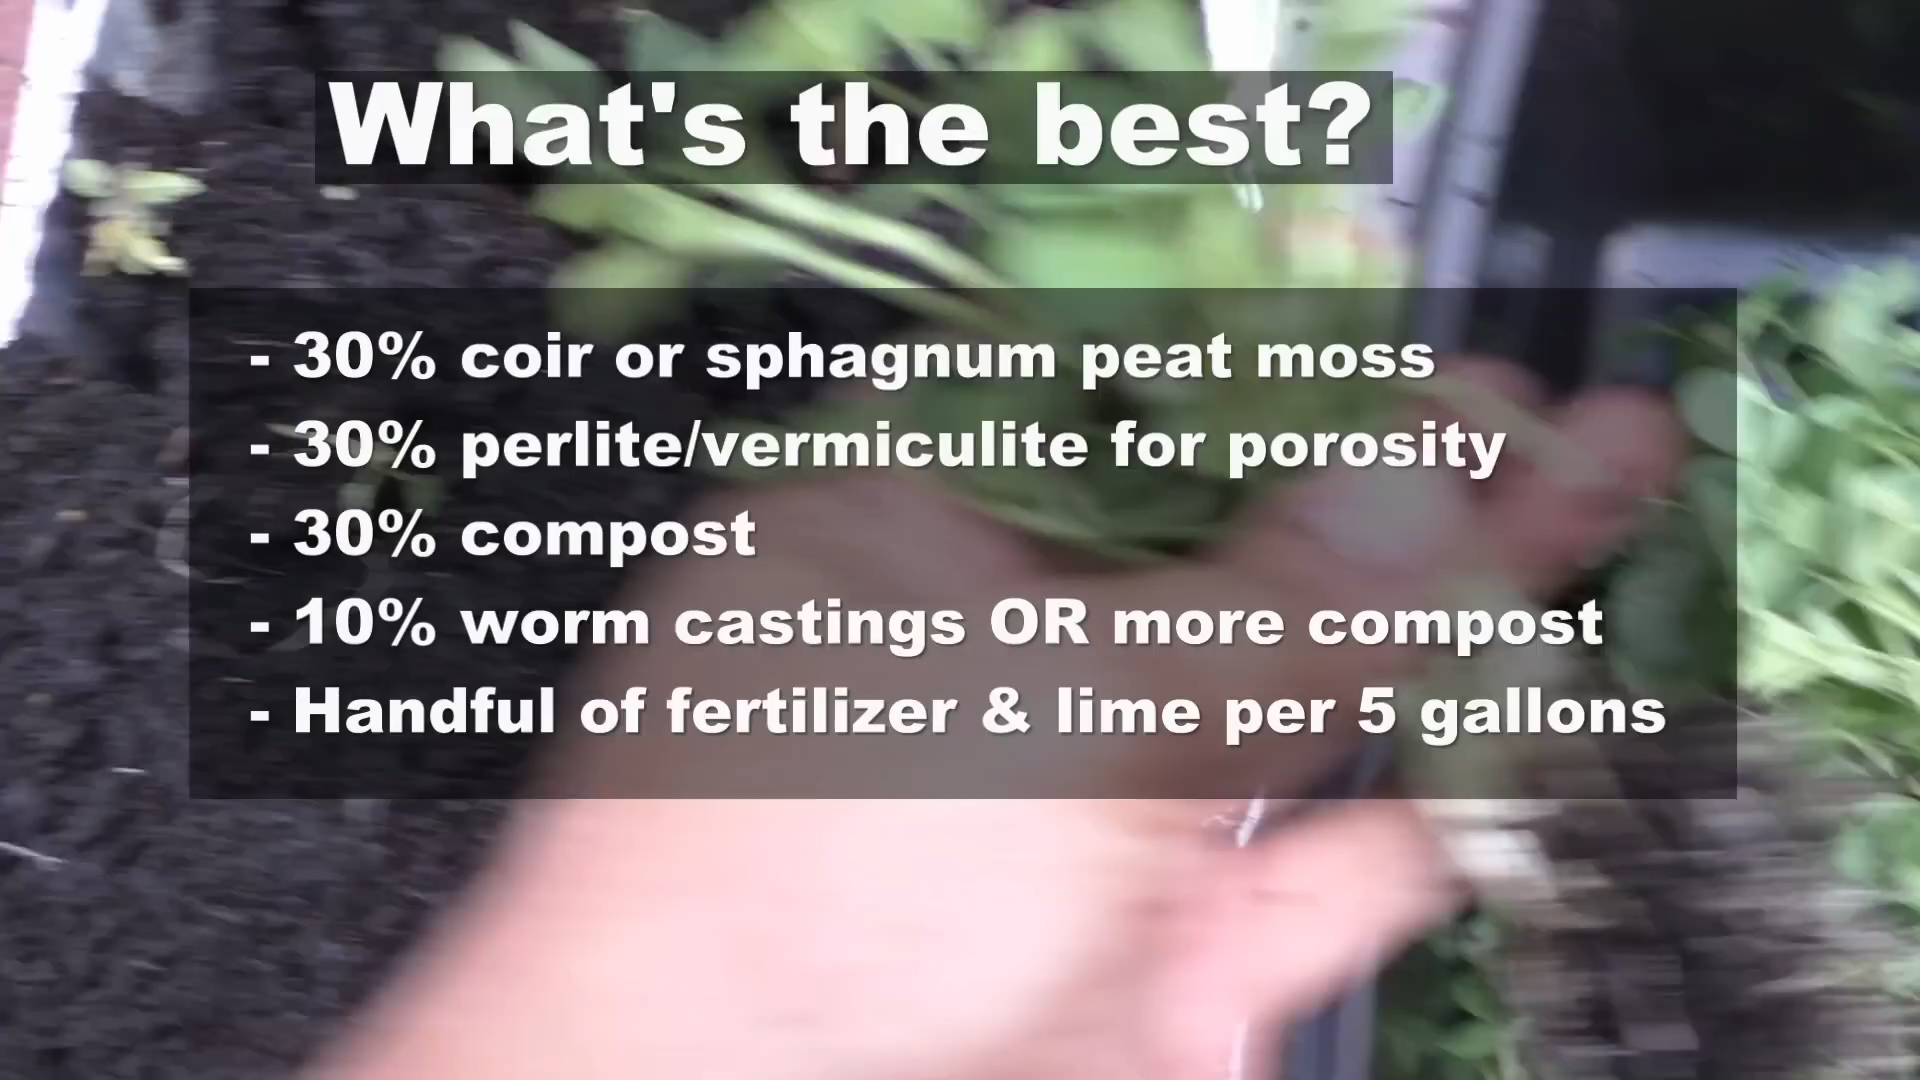 What's the best?
- 30% coir or sphagnum peat moss
- 30% perlite/vermiculite for porosity
- 30% compost
- 10% worm castings OR more compost
- Handful of fertilizer & lime per 5 gallons